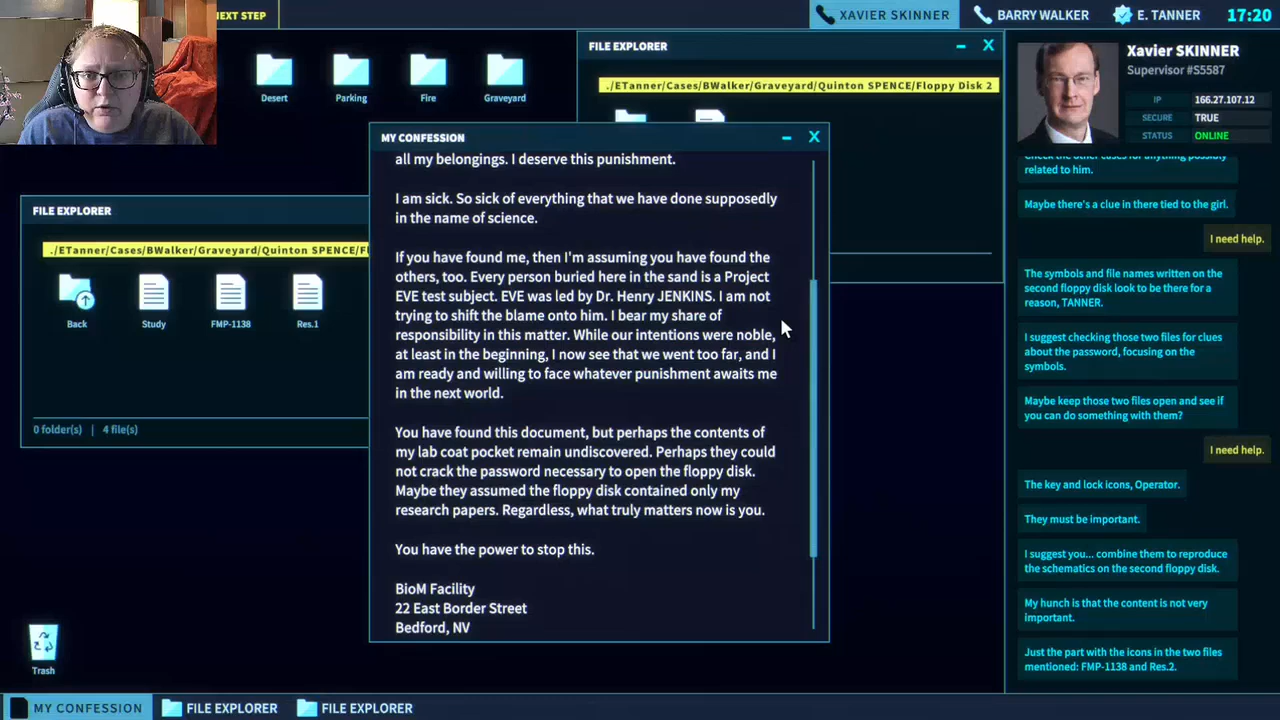 NEXT STEP
XAVIER SKINNER
BARRY WALKER
E. TANNER
17:20
Desert
Parking
Fire
Graveyard
FILE EXPLORER
./ETanner/Cases/BWalker/Graveyard/Quinton SPENCE/Floppy Disk 2
FILE EXPLORER
./ETanner/Cases/BWalker/Graveyard/Quinton SPENCE/Fl
Back
Study
FMP-1138
Res.1
0 folder(s) | 4 file(s)
MY CONFESSION
all my belongings. I deserve this punishment.
I am sick. So sick of everything that we have done supposedly
in the name of science.
If you have found me, then I'm assuming you have found the
others, too. Every person buried here in the sand is a Project
EVE test subject. EVE was led by Dr. Henry JENKINS. I am not
trying to shift the blame onto him. I bear my share of
responsibility in this matter. While our intentions were noble,
at least in the beginning, I now see that we went too far, and I
am ready and willing to face whatever punishment awaits me
in the next world.
You have found this document, but perhaps the contents of
my lab coat pocket remain undiscovered. Perhaps they could
not crack the password necessary to open the floppy disk.
Maybe they assumed the floppy disk contained only my
research papers. Regardless, what truly matters now is you.
You have the power to stop this.
BioM Facility
22 East Border Street
Bedford, NV
Xavier SKINNER
Supervisor #S5587
IP 166.27.107.12
SECURE TRUE
STATUS ONLINE
Check the other cases for anything possibly
related to him.
Maybe there's a clue in there tied to the girl.
I need help.
The symbols and file names written on the
second floppy disk look to be there for a
reason, TANNER.
I suggest checking those two files for clues
about the password, focusing on the
symbols.
Maybe keep those two files open and see if
you can do something with them?
I need help.
The key and lock icons, Operator.
They must be important.
I suggest you... combine them to reproduce
the schematics on the second floppy disk.
My hunch is that the content is not very
important.
Just the part with the icons in the two files
mentioned: FMP-1138 and Res.2.
Trash
MY CONFESSION
FILE EXPLORER
FILE EXPLORER